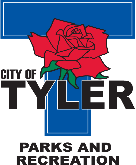 CITY OF
TYLER
PARKS AND
RECREATION